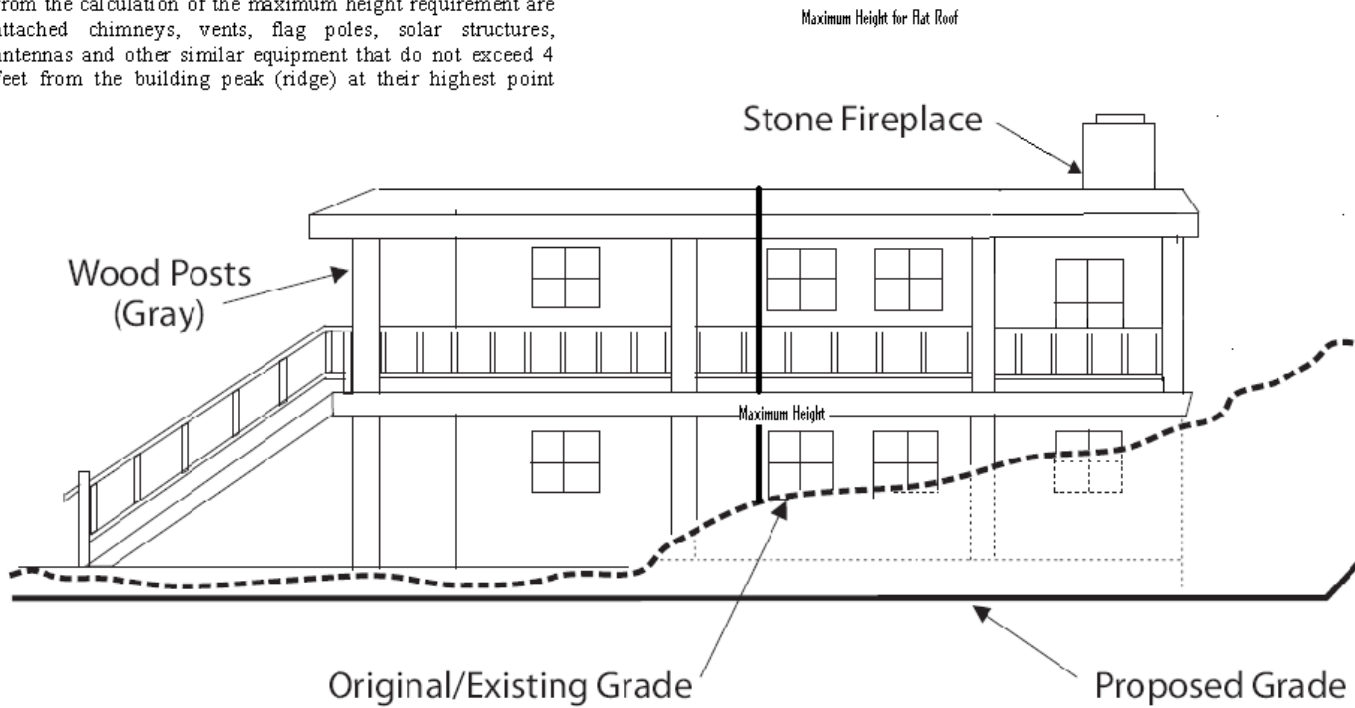 from the calculation of the maximum height requirement are
attached chimneys, vents, flag poles, solar structures,
antennas and other similar equipment that do not exceed 4
feet from the building peak (ridge) at their highest point
Maximum Height for Flat Roof
Stone Fireplace
Wood Posts
(Gray)
Maximum Height
Original/Existing Grade
Proposed Grade